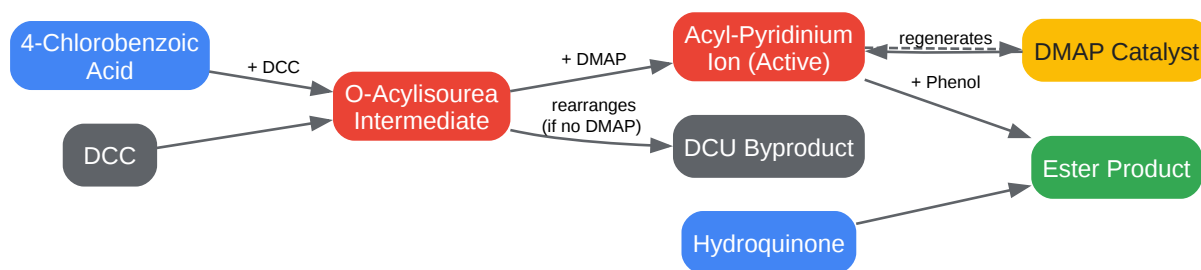 4-Chlorobenzoic
Acid
+ DCC
DCC
O-Acylisourea
Intermediate
+ DMAP
rearranges
(if no DMAP)
Acyl-Pyridinium
Ion (Active)
regenerates
DMAP Catalyst
+ Phenol
DCU Byproduct
Ester Product
Hydroquinone